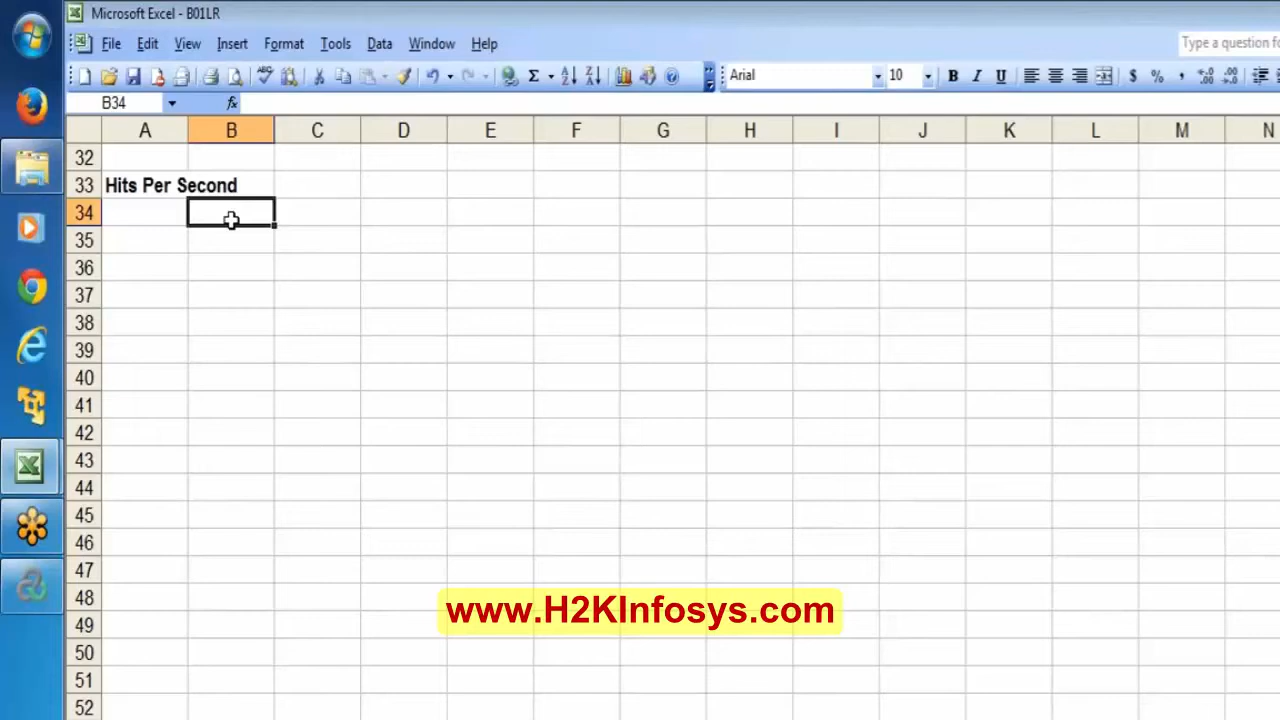 Microsoft Excel - B01LR
File Edit View Insert Format Tools Data Window Help
Type a question fo
Arial 10 B I U $ % ,
B34 fx
A B C D E F G H I J K L M N
32
33 Hits Per Second
34
35
36
37
38
39
40
41
42
43
44
45
46
47
48
www.H2KInfosys.com
49
50
51
52